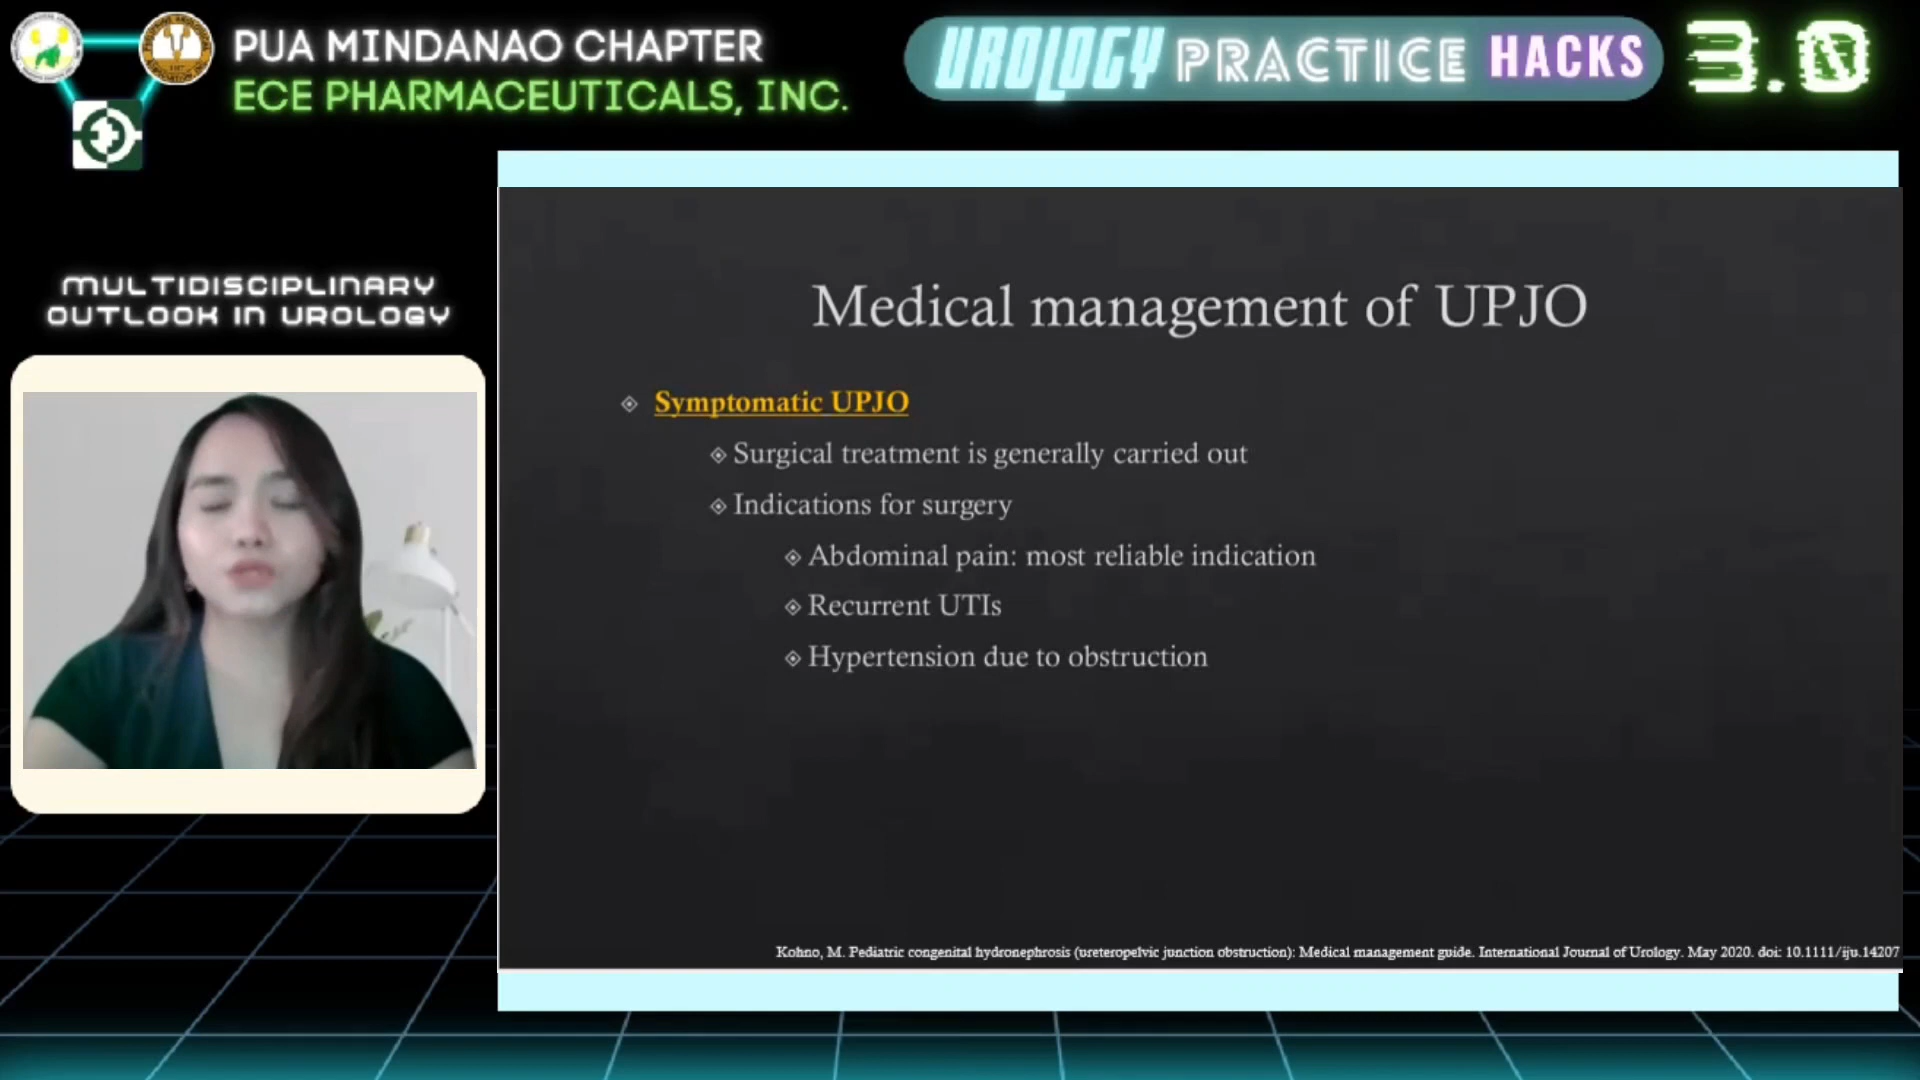 PUA MINDANAO CHAPTER
ECE PHARMACEUTICALS, INC.
UROLOGY PRACTICE HACKS 3.0
MULTIDISCIPLINARY
OUTLOOK IN UROLOGY
Medical management of UPJO
Symptomatic UPJO
Surgical treatment is generally carried out
Indications for surgery
Abdominal pain: most reliable indication
Recurrent UTIs
Hypertension due to obstruction
Kohno, M. Pediatric congenital hydronephrosis (ureteropelvic junction obstruction): Medical management guide. International Journal of Urology. May 2020. doi: 10.1111/iju.14207